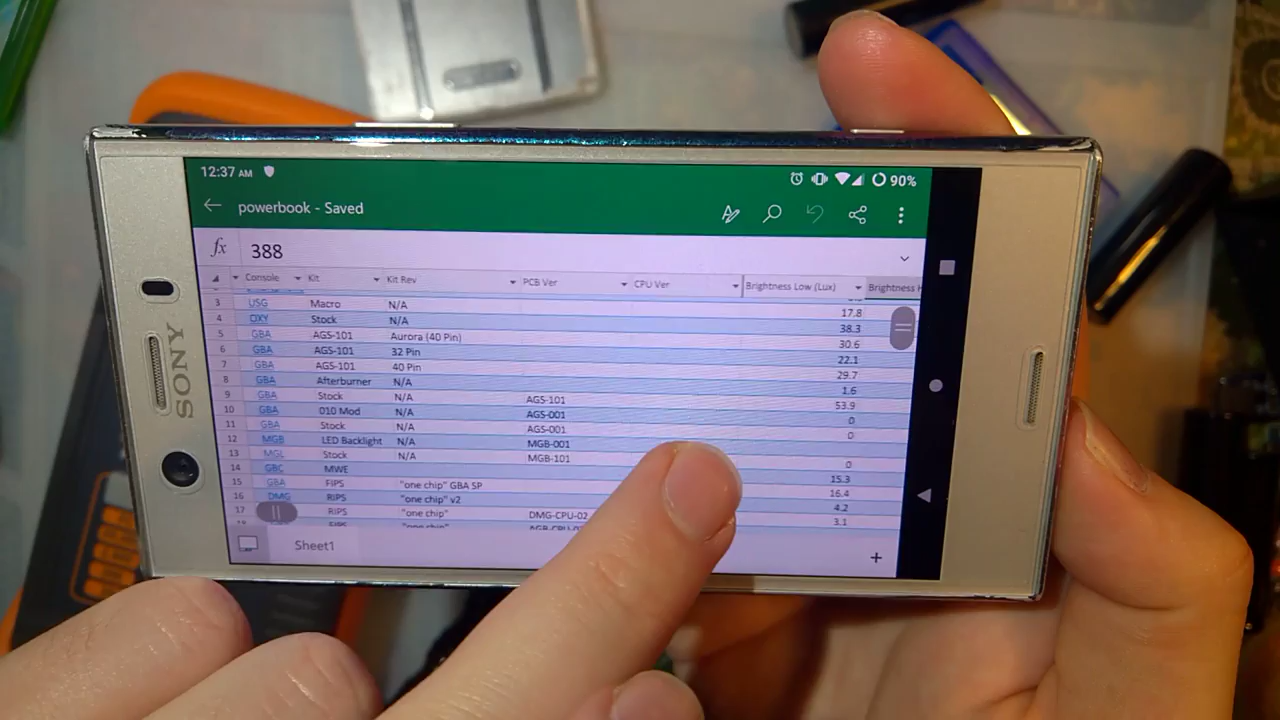 12:37 AM 90%
powerbook - Saved
fx 388
Console Kit Kit Rev PCB Ver CPU Ver Brightness Low (Lux) Brightness
3 USG Macro N/A 17.8
4 OXY Stock N/A 38.3
5 GBA AGS-101 Aurora (40 Pin) 30.6
6 GBA AGS-101 32 Pin 22.1
7 GBA AGS-101 40 Pin 29.7
8 GBA Afterburner N/A 1.6
9 GBA Stock N/A AGS-101 53.9
10 GBA 010 Mod N/A AGS-001 0
11 GBA Stock N/A AGS-001 0
12 MGB LED Backlight N/A MGB-001
13 MGL Stock N/A MGB-101 0
14 GBC MWE 15.3
15 GBA FIPS "one chip" GBA SP 16.4
16 DMG RIPS "one chip" v2 4.2
17 RIPS "one chip" DMG-CPU-02 3.1
Sheet1 +
SONY